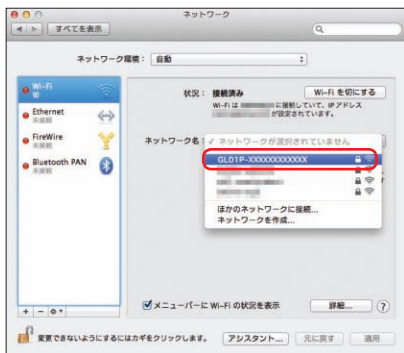 ネットワーク
すべてを表示
ネットワーク環境： 自動
Wi-Fi
切
Ethernet
未接続
FireWire
未接続
Bluetooth PAN
未接続
状況： 接続済み
Wi-Fi を切にする
Wi-Fi は に接続していて、IP アドレス
が設定されています。
ネットワーク名： ✓ ネットワークが選択されていません
GL01P-XXXXXXXXXXX
ほかのネットワークに接続...
ネットワークを作成...
メニューバーに Wi-Fi の状況を表示
詳細...
?
変更できないようにするにはカギをクリックします。
アシスタント...
元に戻す
適用